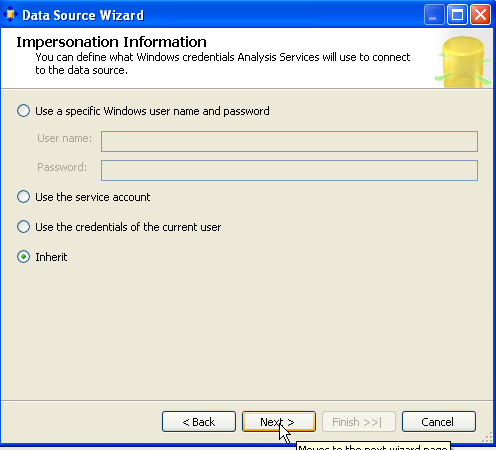 Data Source Wizard
Impersonation Information
You can define what Windows credentials Analysis Services will use to connect
to the data source.
Use a specific Windows user name and password
User name:
Password:
Use the service account
Use the credentials of the current user
Inherit
< Back
Next >
Finish >>|
Cancel
Moves to the next wizard page